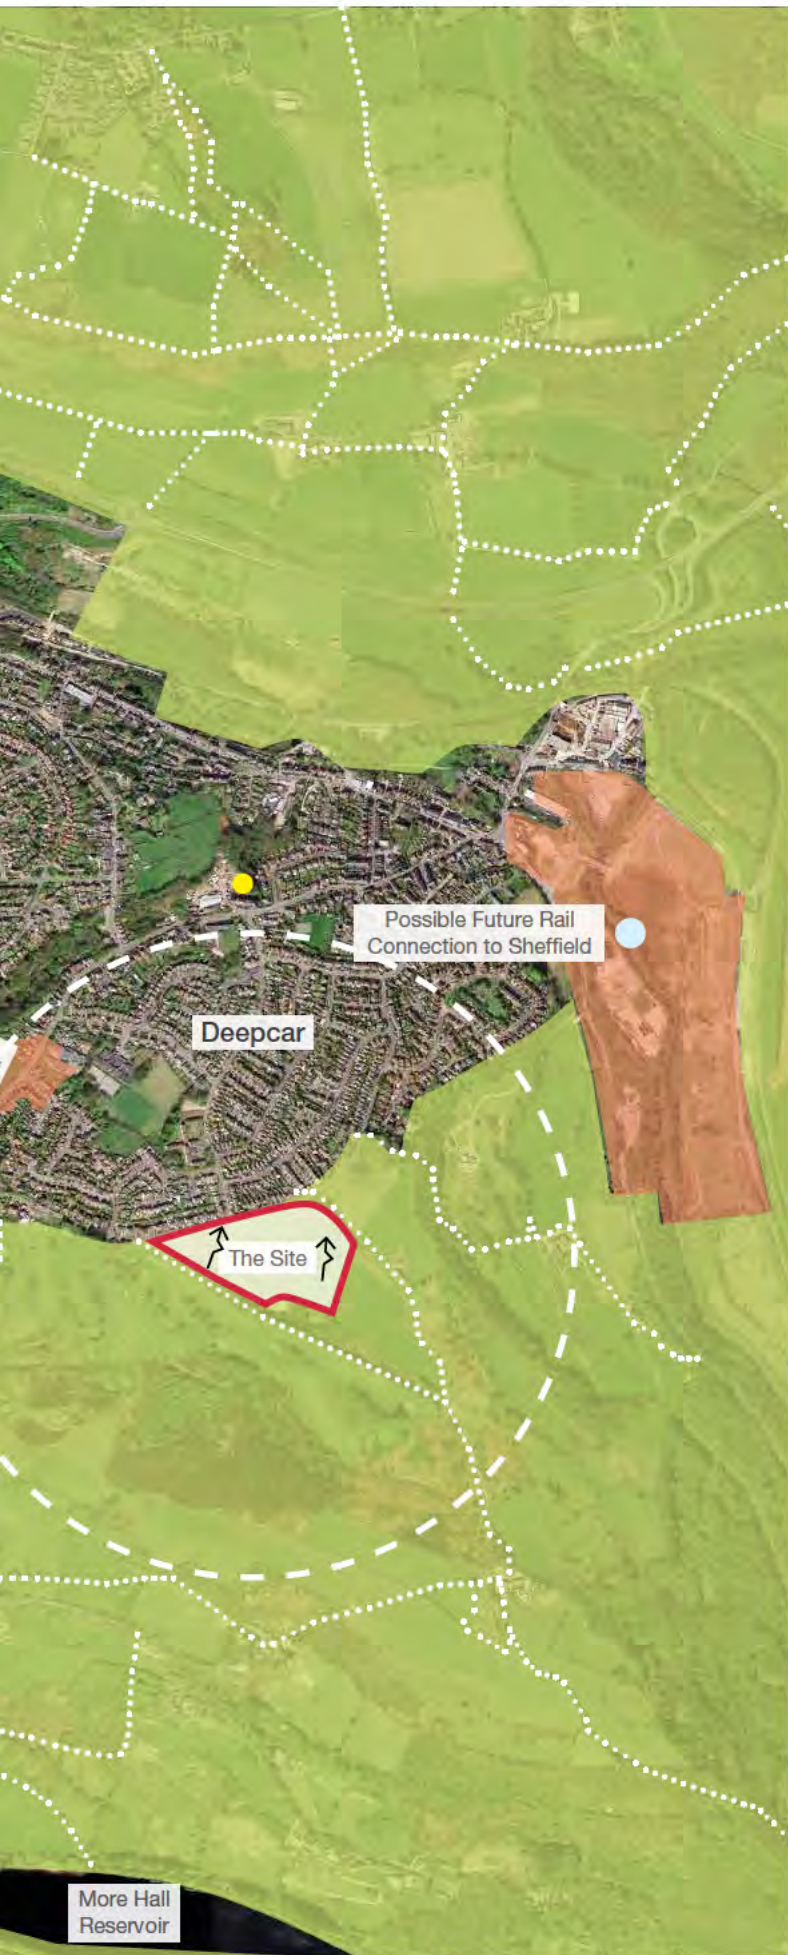 Possible Future Rail
Connection to Sheffield
Deepcar
The Site
More Hall
Reservoir